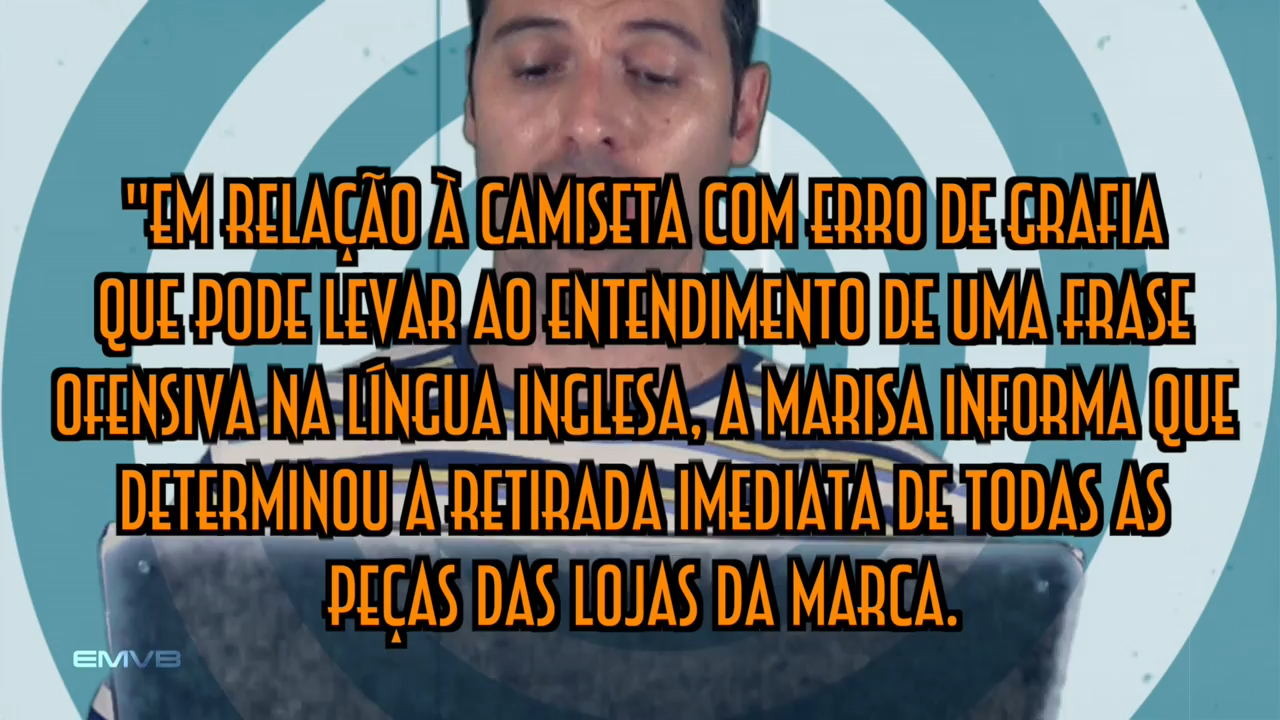 "EM RELAÇÃO À CAMISETA COM ERRO DE GRAFIA
QUE PODE LEVAR AO ENTENDIMENTO DE UMA FRASE
OFENSIVA NA LÍNGUA INGLESA, A MARISA INFORMA QUE
DETERMINOU A RETIRADA IMEDIATA DE TODAS AS
PEÇAS DAS LOJAS DA MARCA.
EMVB